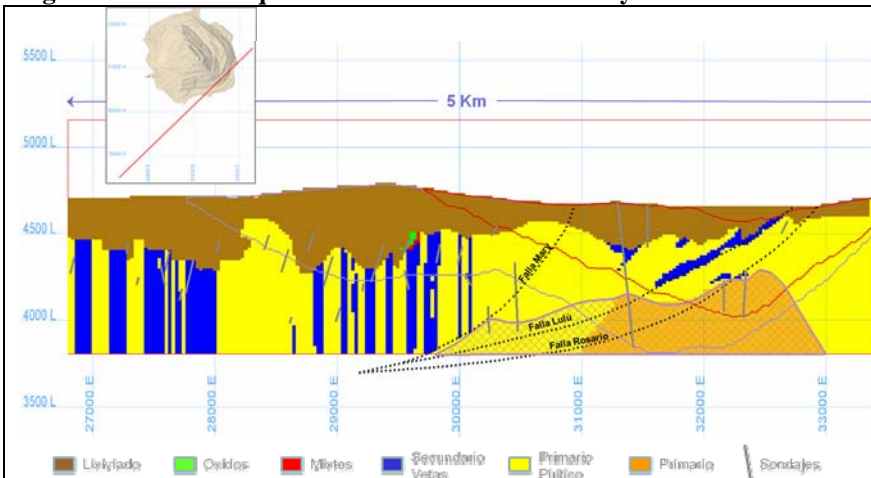 5500 L
5 Km
5000 L
4500 L
Falla Mary
4000 L
Falla Lulú
Falla Rosario
3500 L
27000 E
28000 E
29000 E
30000 E
31000 E
32000 E
33000 E
Lixiviado
Oxidos
Mixtos
Secundario Vetas
Primario Pirítico
Primario
Sondajes